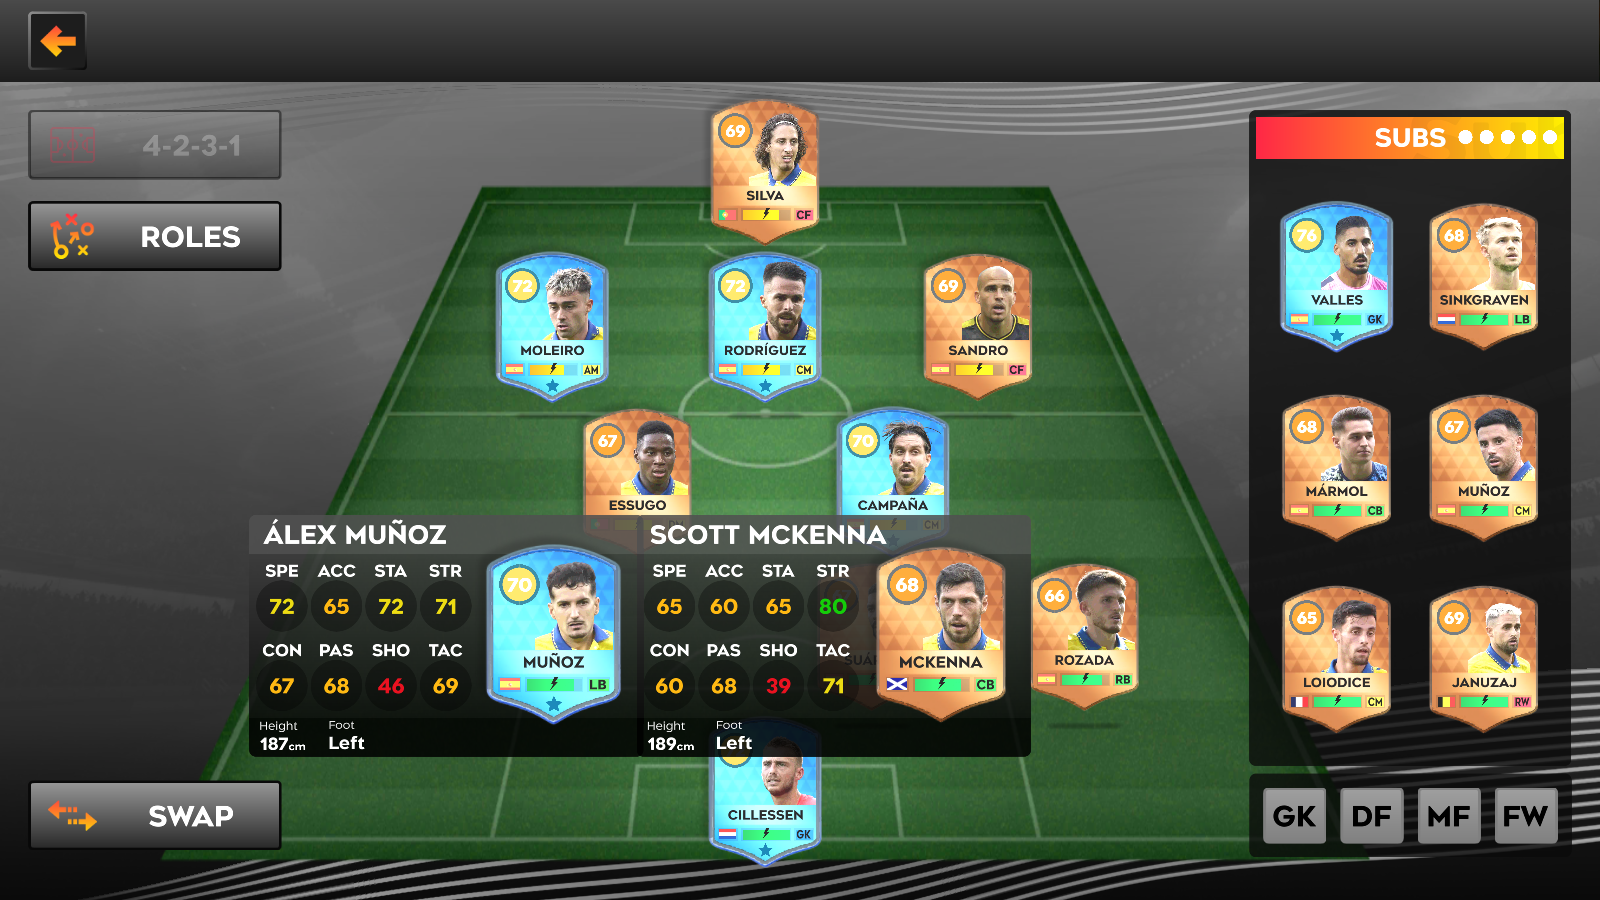 4-2-3-1
ROLES
SWAP
69
SILVA
CF
72
MOLEIRO
AM
72
RODRÍGUEZ
CM
69
SANDRO
CF
67
ESSUGO
70
CAMPAÑA
CM
ÁLEX MUÑOZ
SPE ACC STA STR
72 65 72 71
CON PAS SHO TAC
67 68 46 69
Height Foot
187cm Left
70
MUÑOZ
LB
SCOTT MCKENNA
SPE ACC STA STR
65 60 65 80
CON PAS SHO TAC
60 68 39 71
Height Foot
189cm Left
68
MCKENNA
CB
66
ROZADA
RB
CILLESSEN
GK
SUBS
76
VALLES
GK
68
SINKGRAVEN
LB
68
MÁRMOL
CB
67
MUÑOZ
CM
65
LOIODICE
CM
69
JANUZAJ
RW
GK DF MF FW